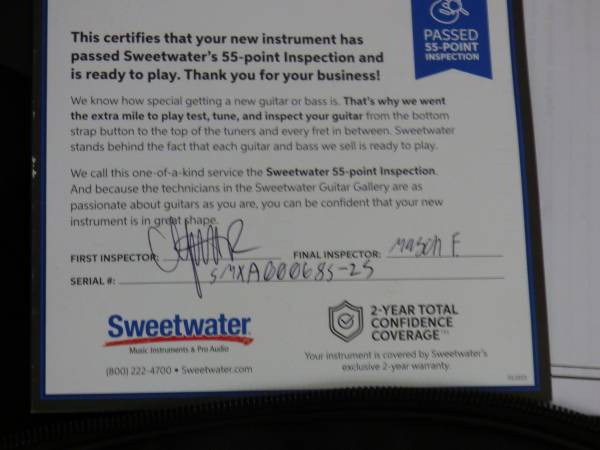 PASSED
55-POINT
INSPECTION
This certifies that your new instrument has
passed Sweetwater's 55-point Inspection and
is ready to play. Thank you for your business!
We know how special getting a new guitar or bass is. That's why we went
the extra mile to play test, tune, and inspect your guitar from the bottom
strap button to the top of the tuners and every fret in between. Sweetwater
stands behind the fact that each guitar and bass we sell is ready to play.
We call this one-of-a-kind service the Sweetwater 55-point Inspection.
And because the technicians in the Sweetwater Guitar Gallery are as
passionate about guitars as you are, you can be confident that your new
instrument is in great shape.
FIRST INSPECTOR: FINAL INSPECTOR: Mason F.
SERIAL #: SMXA000685-25
Sweetwater
Music Instruments & Pro Audio
(800) 222-4700 • Sweetwater.com
2-YEAR TOTAL
CONFIDENCE
COVERAGE™
Your instrument is covered by Sweetwater's
exclusive 2-year warranty.